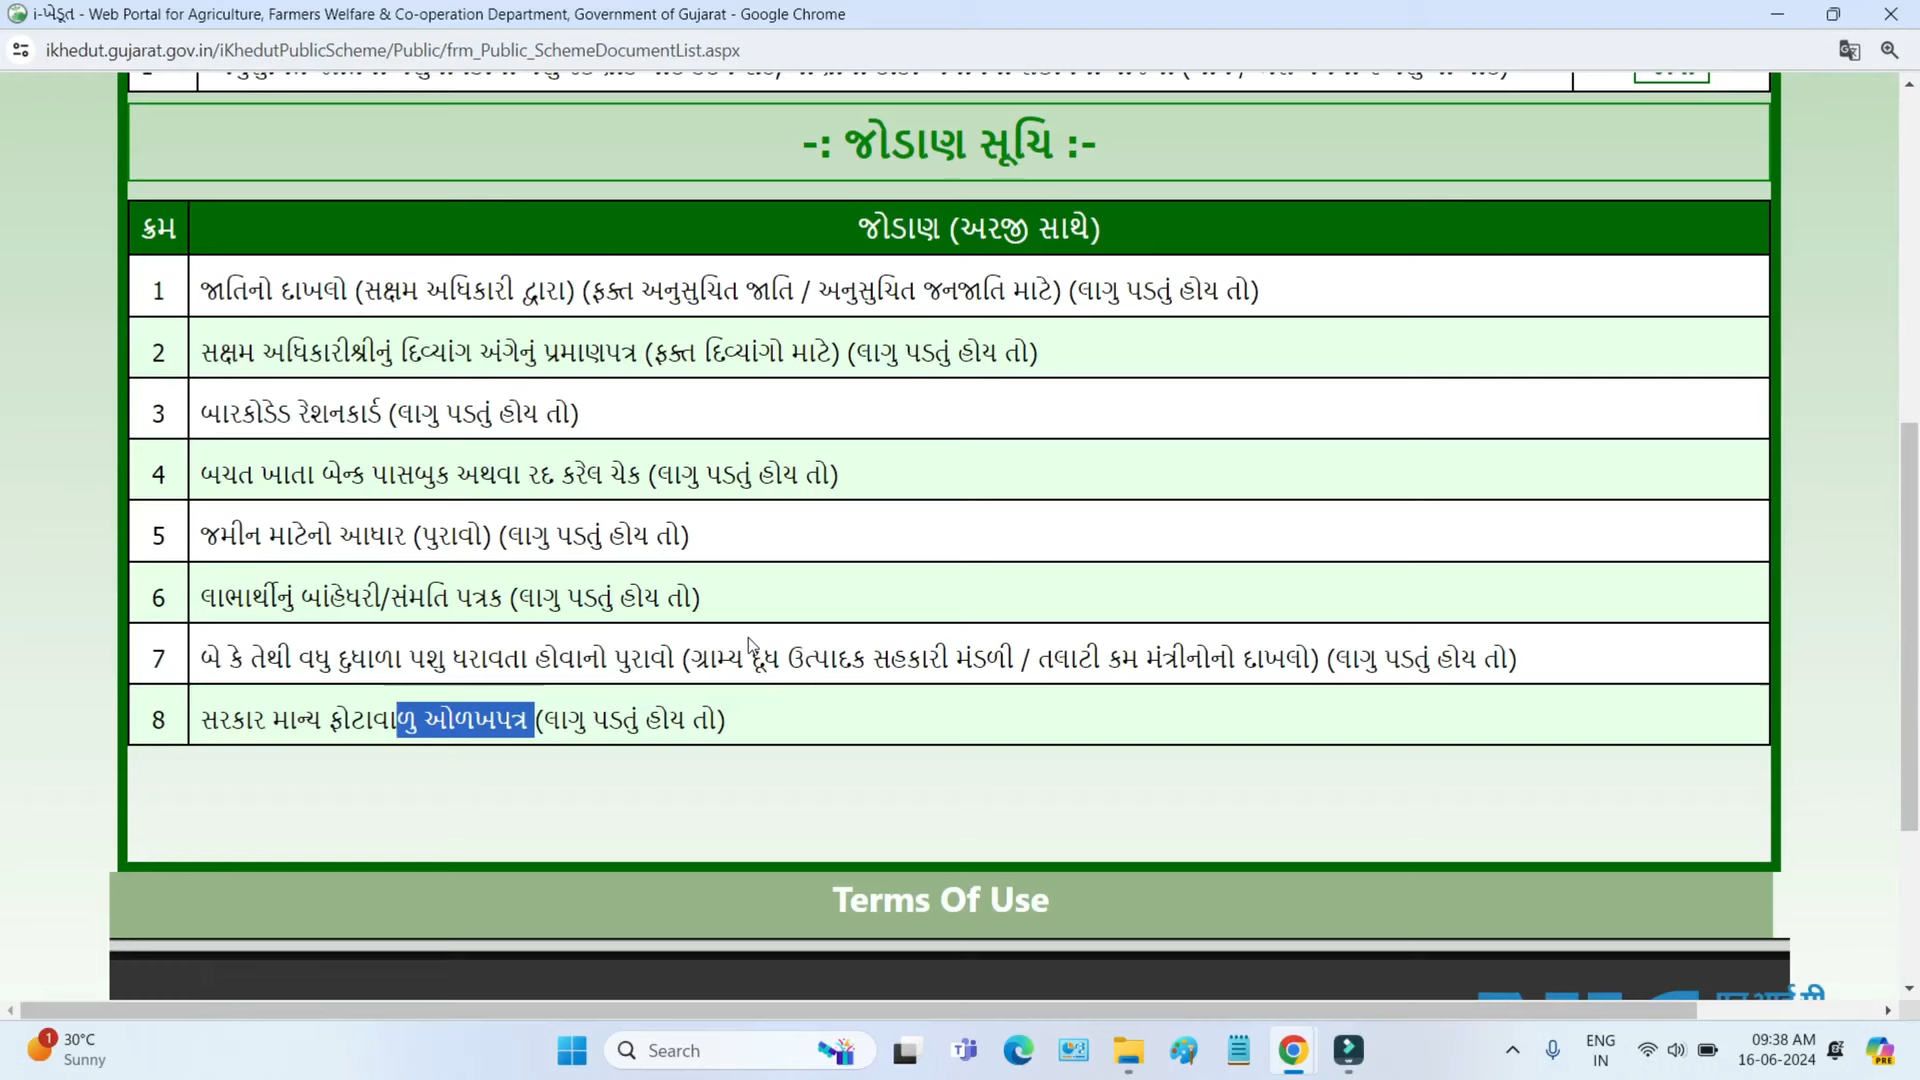 i-ખેડૂત - Web Portal for Agriculture, Farmers Welfare & Co-operation Department, Government of Gujarat - Google Chrome
ikhedut.gujarat.gov.in/iKhedutPublicScheme/Public/frm_Public_SchemeDocumentList.aspx
-: જોડાણ સૂચિ :-
ક્રમ જોડાણ (અરજી સાથે)
1 જાતિનો દાખલો (સક્ષમ અધિકારી દ્વારા) (ફક્ત અનુસુચિત જાતિ / અનુસુચિત જનજાતિ માટે) (લાગુ પડતું હોય તો)
2 સક્ષમ અધિકારીશ્રીનું દિવ્યાંગ અંગેનું પ્રમાણપત્ર (ફક્ત દિવ્યાંગો માટે) (લાગુ પડતું હોય તો)
3 બારકોડેડ રેશનકાર્ડ (લાગુ પડતું હોય તો)
4 બચત ખાતા બેન્ક પાસબુક અથવા રદ કરેલ ચેક (લાગુ પડતું હોય તો)
5 જમીન માટેનો આધાર (પુરાવો) (લાગુ પડતું હોય તો)
6 લાભાર્થીનું બાંહેધરી/સંમતિ પત્રક (લાગુ પડતું હોય તો)
7 બે કે તેથી વધુ દુધાળા પશુ ધરાવતા હોવાનો પુરાવો (ગ્રામ્ય દૂધ ઉત્પાદક સહકારી મંડળી / તલાટી કમ મંત્રીનોનો દાખલો) (લાગુ પડતું હોય તો)
8 સરકાર માન્ય ફોટાવાળુ ઓળખપત્ર (લાગુ પડતું હોય તો)
Terms Of Use
1 30°C
Sunny
Search
ENG
IN
09:38 AM
16-06-2024
PRE